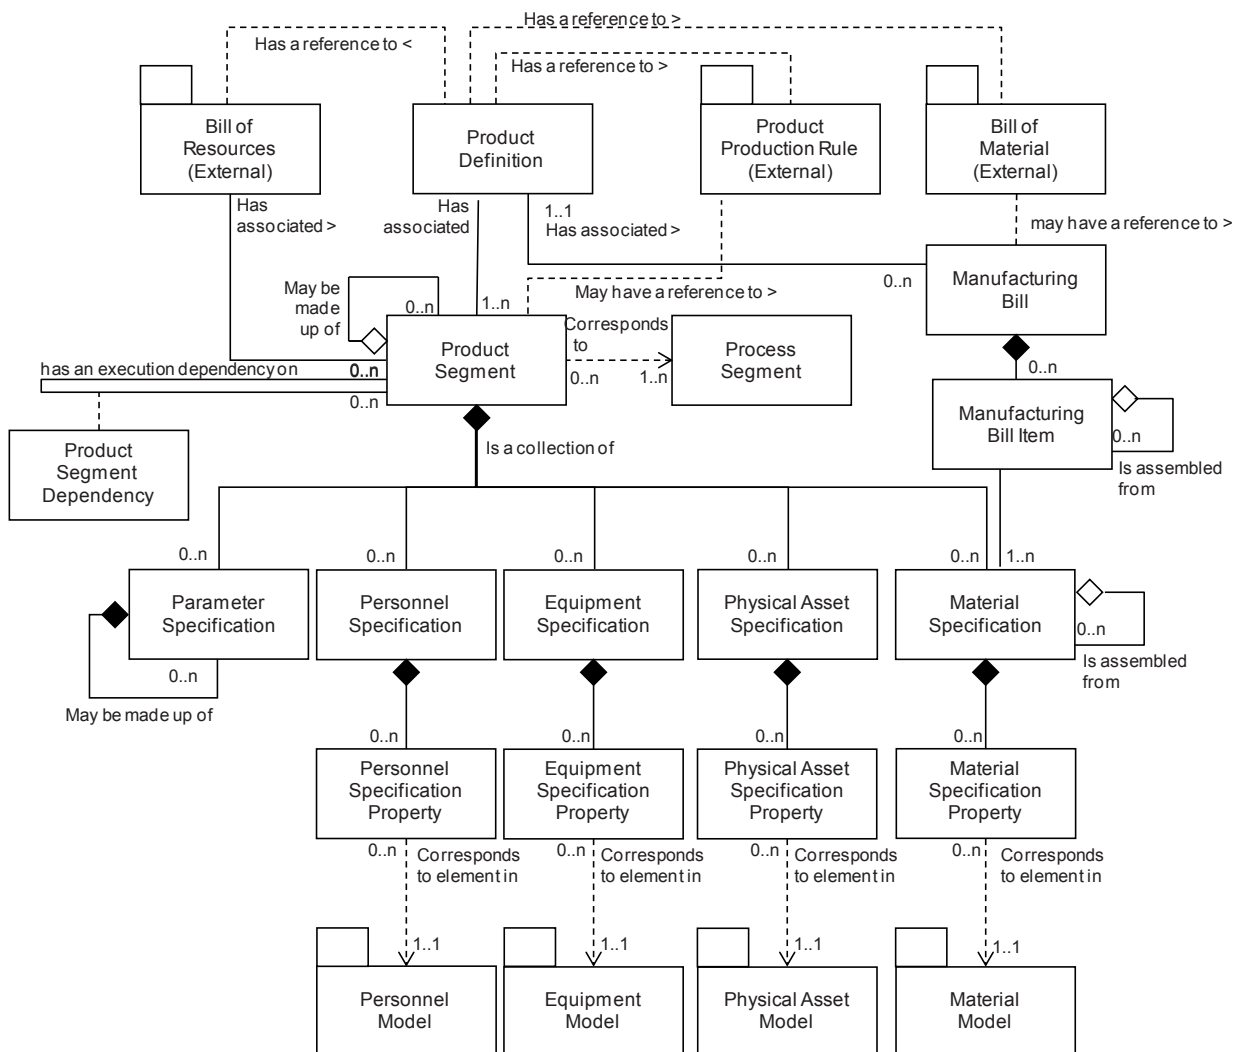 Has a reference to >
Has a reference to <
Has a reference to >
Bill of
Resources
(External)
Product
Definition
Product
Production Rule
(External)
Bill of
Material
(External)
Has
associated >
Has
associated
1..1
Has associated >
may have a reference to >
0..n
Manufacturing
Bill
May be
made
up of
0..n
1..n
May have a reference to >
Corresponds
to
Product
Segment
0..n
1..n
Process
Segment
has an execution dependency on
0..n
0..n
0..n
Manufacturing
Bill Item
0..n
Is assembled
from
Product
Segment
Dependency
Is a collection of
0..n
0..n
0..n
0..n
0..n
1..n
Parameter
Specification
Personnel
Specification
Equipment
Specification
Physical Asset
Specification
Material
Specification
0..n
Is assembled
from
0..n
May be made up of
0..n
0..n
0..n
0..n
Personnel
Specification
Property
Equipment
Specification
Property
Physical Asset
Specification
Property
Material
Specification
Property
0..n
Corresponds
to element in
0..n
Corresponds
to element in
0..n
Corresponds
to element in
0..n
Corresponds
to element in
1..1
1..1
1..1
1..1
Personnel
Model
Equipment
Model
Physical Asset
Model
Material
Model